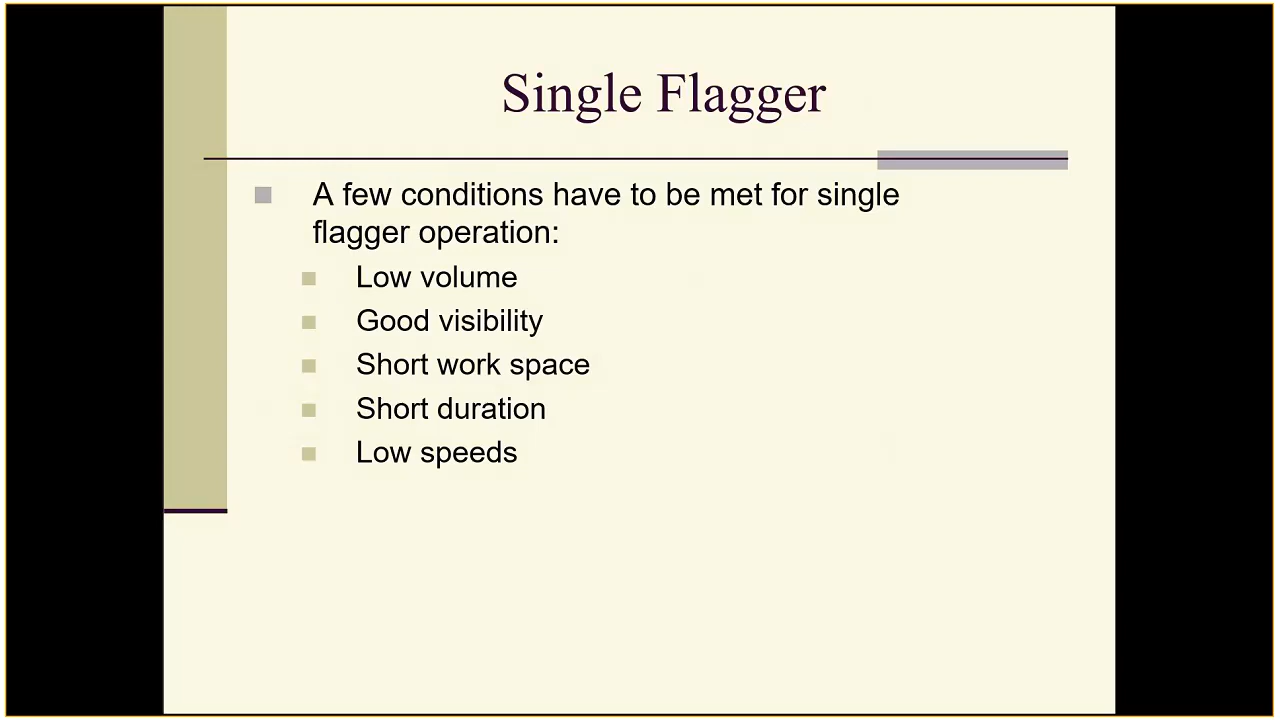 Single Flagger
A few conditions have to be met for single
flagger operation:
Low volume
Good visibility
Short work space
Short duration
Low speeds